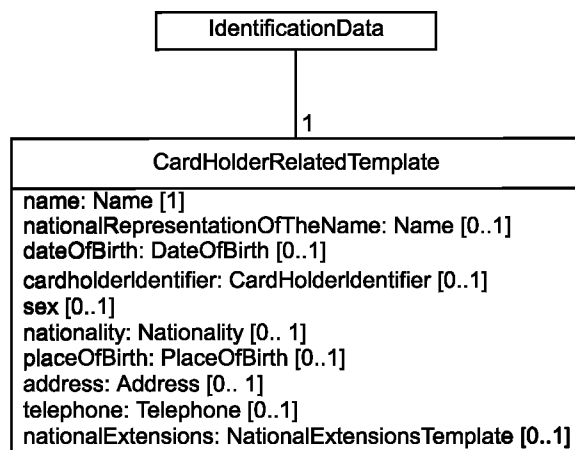 IdentificationData
1
CardHolderRelatedTemplate
name: Name [1]
nationalRepresentationOfTheName: Name [0..1]
dateOfBirth: DateOfBirth [0..1]
cardholderIdentifier: CardHolderIdentifier [0..1]
sex [0..1]
nationality: Nationality [0.. 1]
placeOfBirth: PlaceOfBirth [0..1]
address: Address [0.. 1]
telephone: Telephone [0..1]
nationalExtensions: NationalExtensionsTemplate [0..1]